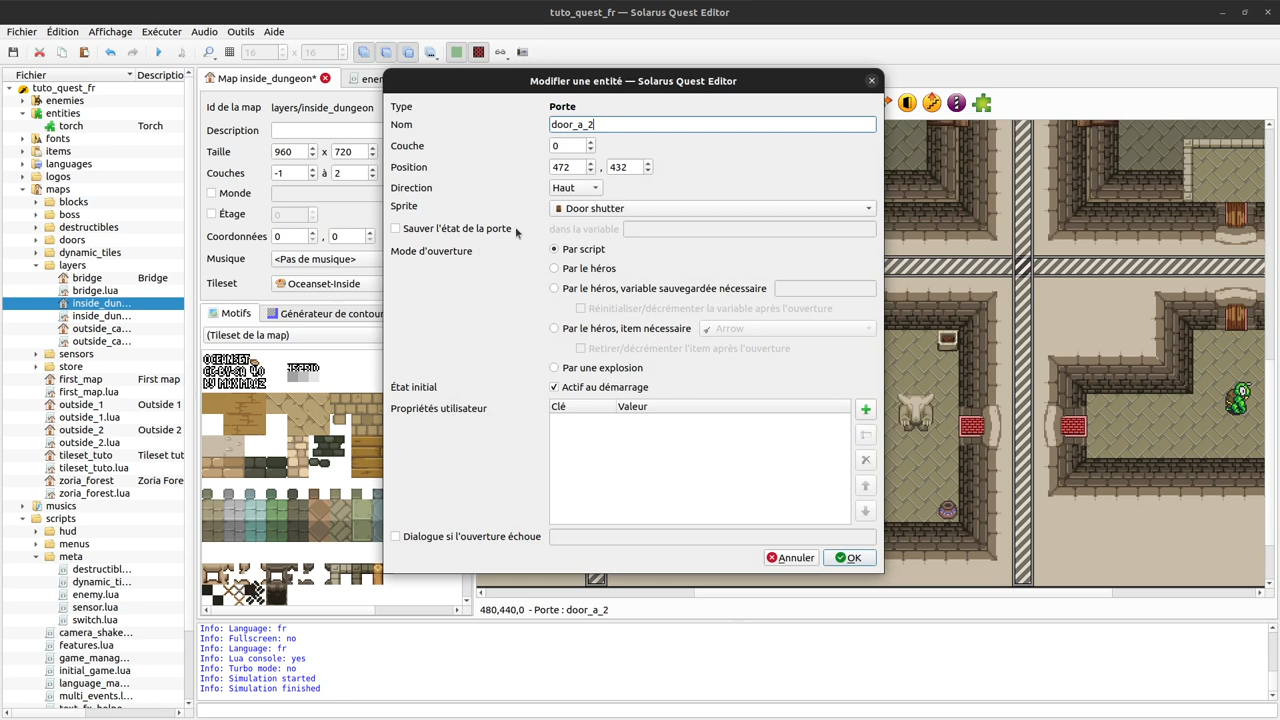 tuto_quest_fr — Solarus Quest Editor
Fichier Édition Affichage Exécuter Audio Outils Aide
16 x 16
Fichier Descriptio
tuto_quest_fr
enemies
entities
torch Torch
fonts
items
languages
logos
maps
blocks
boss
destructibles
doors
dynamic_tiles
layers
bridge Bridge
bridge.lua
inside_dun...
inside_dun...
outside_ca...
outside_ca...
sensors
store
first_map First map
first_map.lua
outside_1 Outside 1
outside_1.lua
outside_2 Outside 2
outside_2.lua
tileset_tuto Tileset tut
tileset_tuto.lua
zoria_forest Zoria Fore
zoria_forest.lua
musics
scripts
hud
menus
meta
destructibl...
dynamic_ti...
enemy.lua
sensor.lua
switch.lua
camera_shake...
features.lua
game_manag...
initial_game.lua
language_ma...
multi_events.l...
Map inside_dungeon* enem
Id de la map layers/inside_dungeon
Description
Taille 960 x 720
Couches -1 à 2
Monde
Étage 0
Coordonnées 0 , 0
Musique <Pas de musique>
Tileset Oceanset-Inside
Motifs Générateur de contour
(Tileset de la map)
OCEANSET
Modifier une entité — Solarus Quest Editor
Type Porte
Nom door_a_2
Couche 0
Position 472 , 432
Direction Haut
Sprite Door shutter
Sauver l'état de la porte dans la variable
Mode d'ouverture Par script
Par le héros
Par le héros, variable sauvegardée nécessaire
Réinitialiser/décrémenter la variable après l'ouverture
Par le héros, item nécessaire Arrow
Retirer/décrémenter l'item après l'ouverture
Par une explosion
État initial Actif au démarrage
Propriétés utilisateur Clé Valeur
Dialogue si l'ouverture échoue
Annuler OK
480,440,0 - Porte : door_a_2
Info: Language: fr
Info: Fullscreen: no
Info: Language: fr
Info: Lua console: yes
Info: Turbo mode: no
Info: Simulation started
Info: Simulation finished